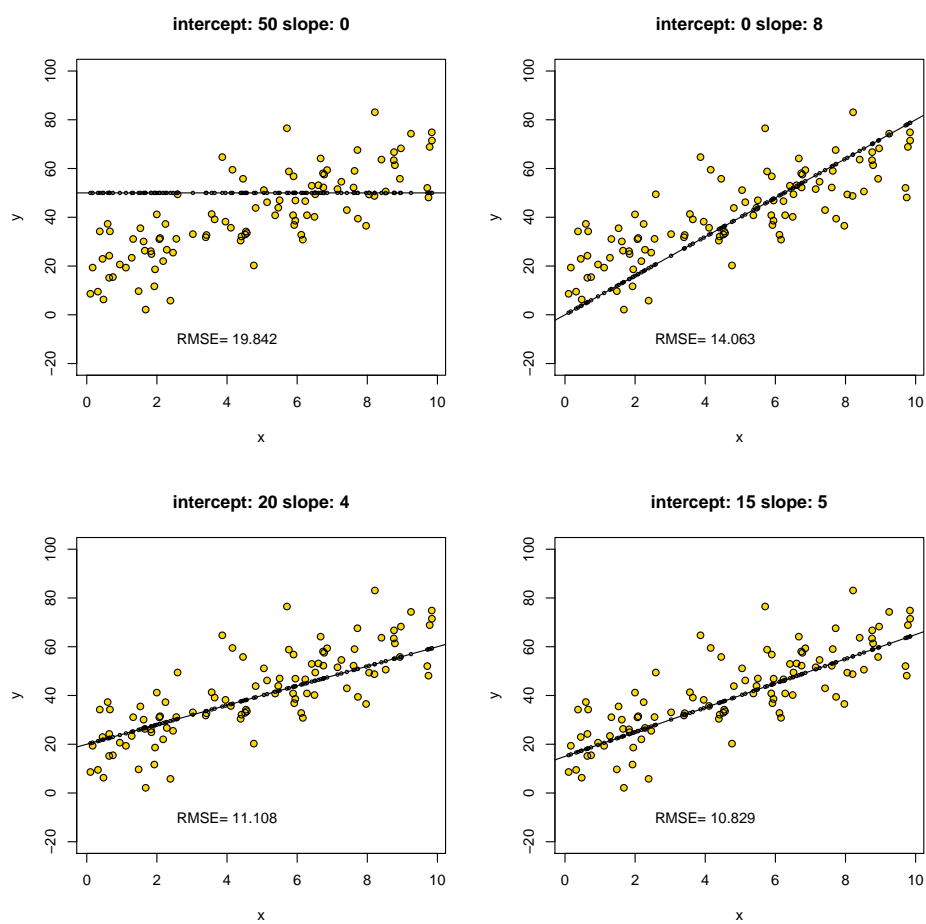 intercept: 50 slope: 0
y
100
80
60
40
20
0
−20
RMSE= 19.842
0 2 4 6 8 10
x
intercept: 0 slope: 8
y
100
80
60
40
20
0
−20
RMSE= 14.063
0 2 4 6 8 10
x
intercept: 20 slope: 4
y
100
80
60
40
20
0
−20
RMSE= 11.108
0 2 4 6 8 10
x
intercept: 15 slope: 5
y
100
80
60
40
20
0
−20
RMSE= 10.829
0 2 4 6 8 10
x